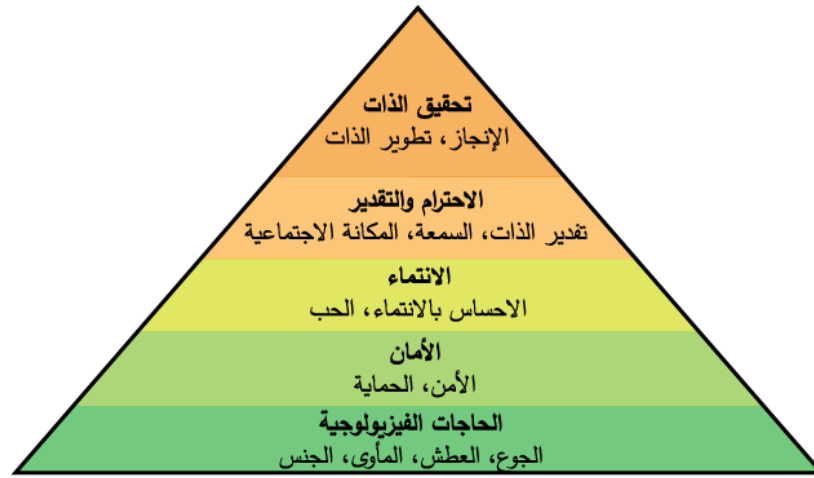 تحقيق الذات
الإنجاز، تطوير الذات
الاحترام والتقدير
تقدير الذات، السمعة، المكانة الاجتماعية
الانتماء
الاحساس بالانتماء، الحب
الأمان
الأمن، الحماية
الحاجات الفيزيولوجية
الجوع، العطش، المأوى، الجنس